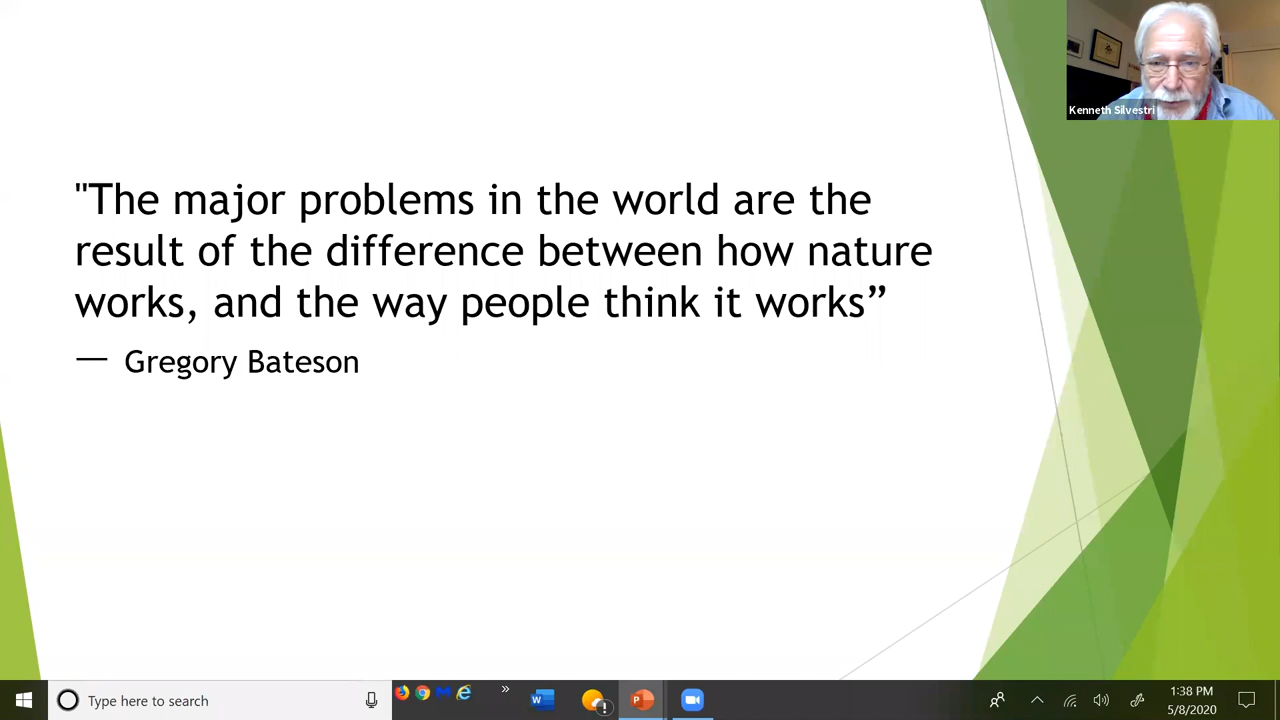 Kenneth Silvestri
"The major problems in the world are the
result of the difference between how nature
works, and the way people think it works”
— Gregory Bateson
Type here to search
»
1:38 PM
5/8/2020